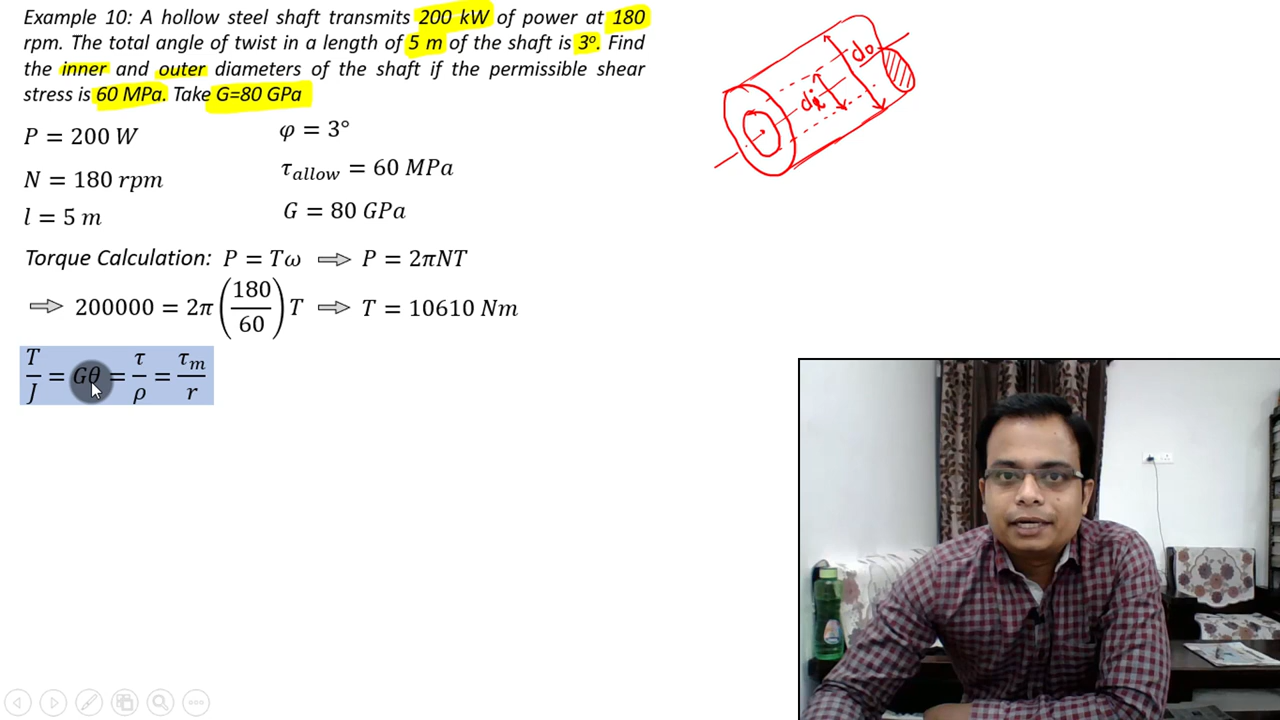 Example 10: A hollow steel shaft transmits 200 kW of power at 180
rpm. The total angle of twist in a length of 5 m of the shaft is 3°. Find
the inner and outer diameters of the shaft if the permissible shear
stress is 60 MPa. Take G=80 GPa
P = 200 W
φ = 3°
N = 180 rpm
τ_allow = 60 MPa
l = 5 m
G = 80 GPa
Torque Calculation: P = Tω ⇒ P = 2πNT
⇒ 200000 = 2π(180/60)T ⇒ T = 10610 Nm
T/J = Gθ = τ/ρ = τ_m/r
do
di